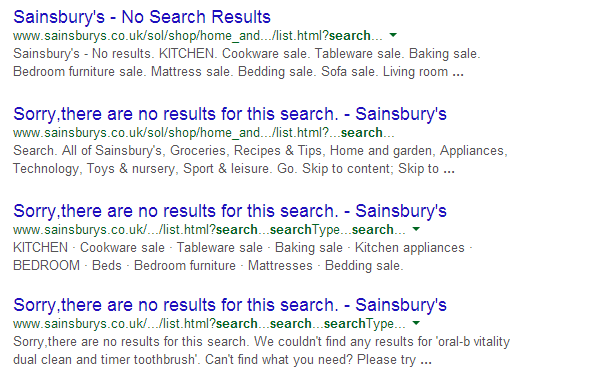 Sainsbury's - No Search Results
www.sainsburys.co.uk/sol/shop/home_and.../list.html?search...
Sainsbury's - No results. KITCHEN. Cookware sale. Tableware sale. Baking sale.
Bedroom furniture sale. Mattress sale. Bedding sale. Sofa sale. Living room ...
Sorry,there are no results for this search. - Sainsbury's
www.sainsburys.co.uk/sol/shop/home_and.../list.html?...search...
Search. All of Sainsbury's, Groceries, Recipes & Tips, Home and garden, Appliances,
Technology, Toys & nursery, Sport & leisure. Go. Skip to content; Skip to ...
Sorry,there are no results for this search. - Sainsbury's
www.sainsburys.co.uk/.../list.html?search...searchType...search...
KITCHEN · Cookware sale · Tableware sale · Baking sale · Kitchen appliances ·
BEDROOM · Beds · Bedroom furniture · Mattresses · Bedding sale.
Sorry,there are no results for this search. - Sainsbury's
www.sainsburys.co.uk/.../list.html?search...search...searchType...
Sorry,there are no results for this search. We couldn't find any results for 'oral-b vitality
dual clean and timer toothbrush'. Can't find what you need? Please try ...